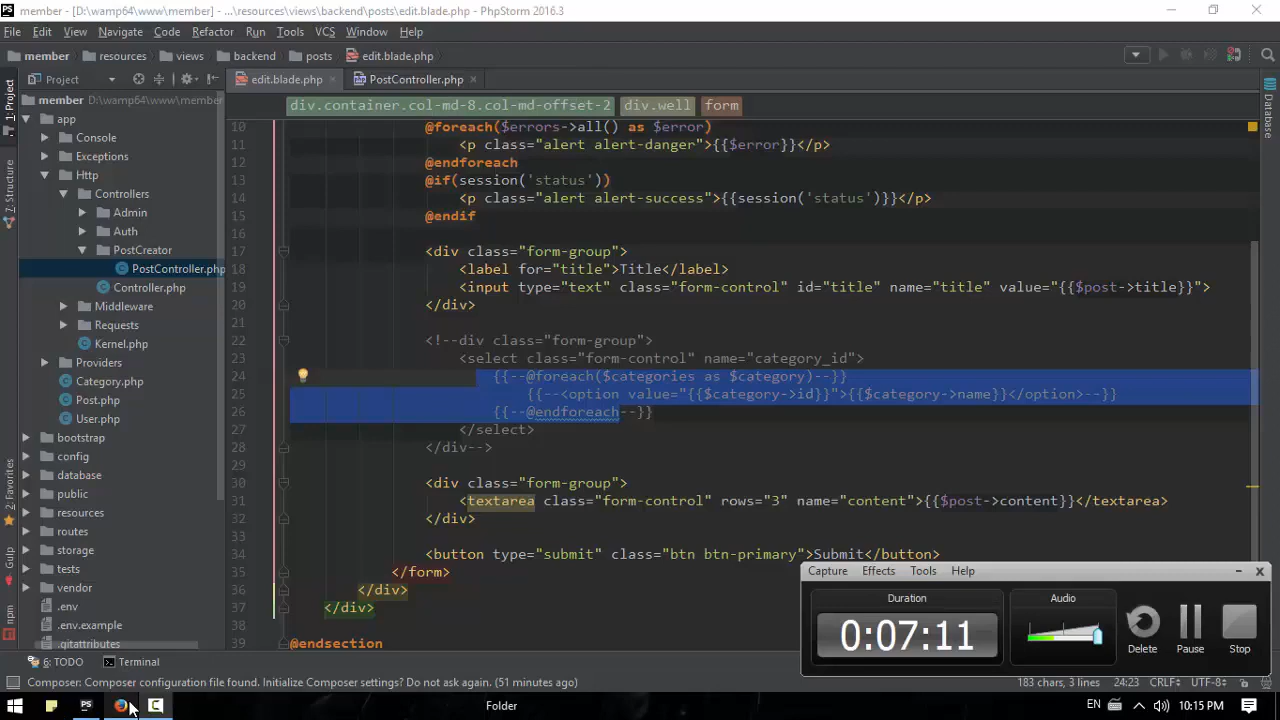 member - [D:\wamp64\www\member] - ...\resources\views\backend\posts\edit.blade.php - PhpStorm 2016.3
File Edit View Navigate Code Refactor Run Tools VCS Window Help
member resources views backend posts edit.blade.php
Project edit.blade.php PostController.php
1: Project
Z: Structure
2: Favorites
Gulp
npm
Database
member D:\wamp64\www\member
app
Console
Exceptions
Http
Controllers
Admin
Auth
PostCreator
PostController.php
Controller.php
Middleware
Requests
Kernel.php
Providers
Category.php
Post.php
User.php
bootstrap
config
database
public
resources
routes
storage
tests
vendor
.env
.env.example
.gitattributes
div.container.col-md-8.col-md-offset-2 div.well form
10 @foreach($errors->all() as $error)
11 <p class="alert alert-danger">{{$error}}</p>
12 @endforeach
13 @if(session('status'))
14 <p class="alert alert-success">{{session('status')}}</p>
15 @endif
16
17 <div class="form-group">
18 <label for="title">Title</label>
19 <input type="text" class="form-control" id="title" name="title" value="{{$post->title}}">
20 </div>
21
22 <!--div class="form-group">
23 <select class="form-control" name="category_id">
24 {{--@foreach($categories as $category)--}}
25 {{--<option value="{{$category->id}}">{{$category->name}}</option>--}}
26 {{--@endforeach--}}
27 </select>
28 </div-->
29
30 <div class="form-group">
31 <textarea class="form-control" rows="3" name="content">{{$post->content}}</textarea>
32 </div>
33
34 <button type="submit" class="btn btn-primary">Submit</button>
35 </form>
36 </div>
37 </div>
38
39 @endsection
Capture Effects Tools Help
Duration Audio
0:07:11
Delete Pause Stop
6: TODO Terminal
Composer: Composer configuration file found. Initialize Composer settings? Do not ask again. (51 minutes ago)
183 chars, 3 lines 24:23 CRLF÷ UTF-8÷
Folder
EN 10:15 PM